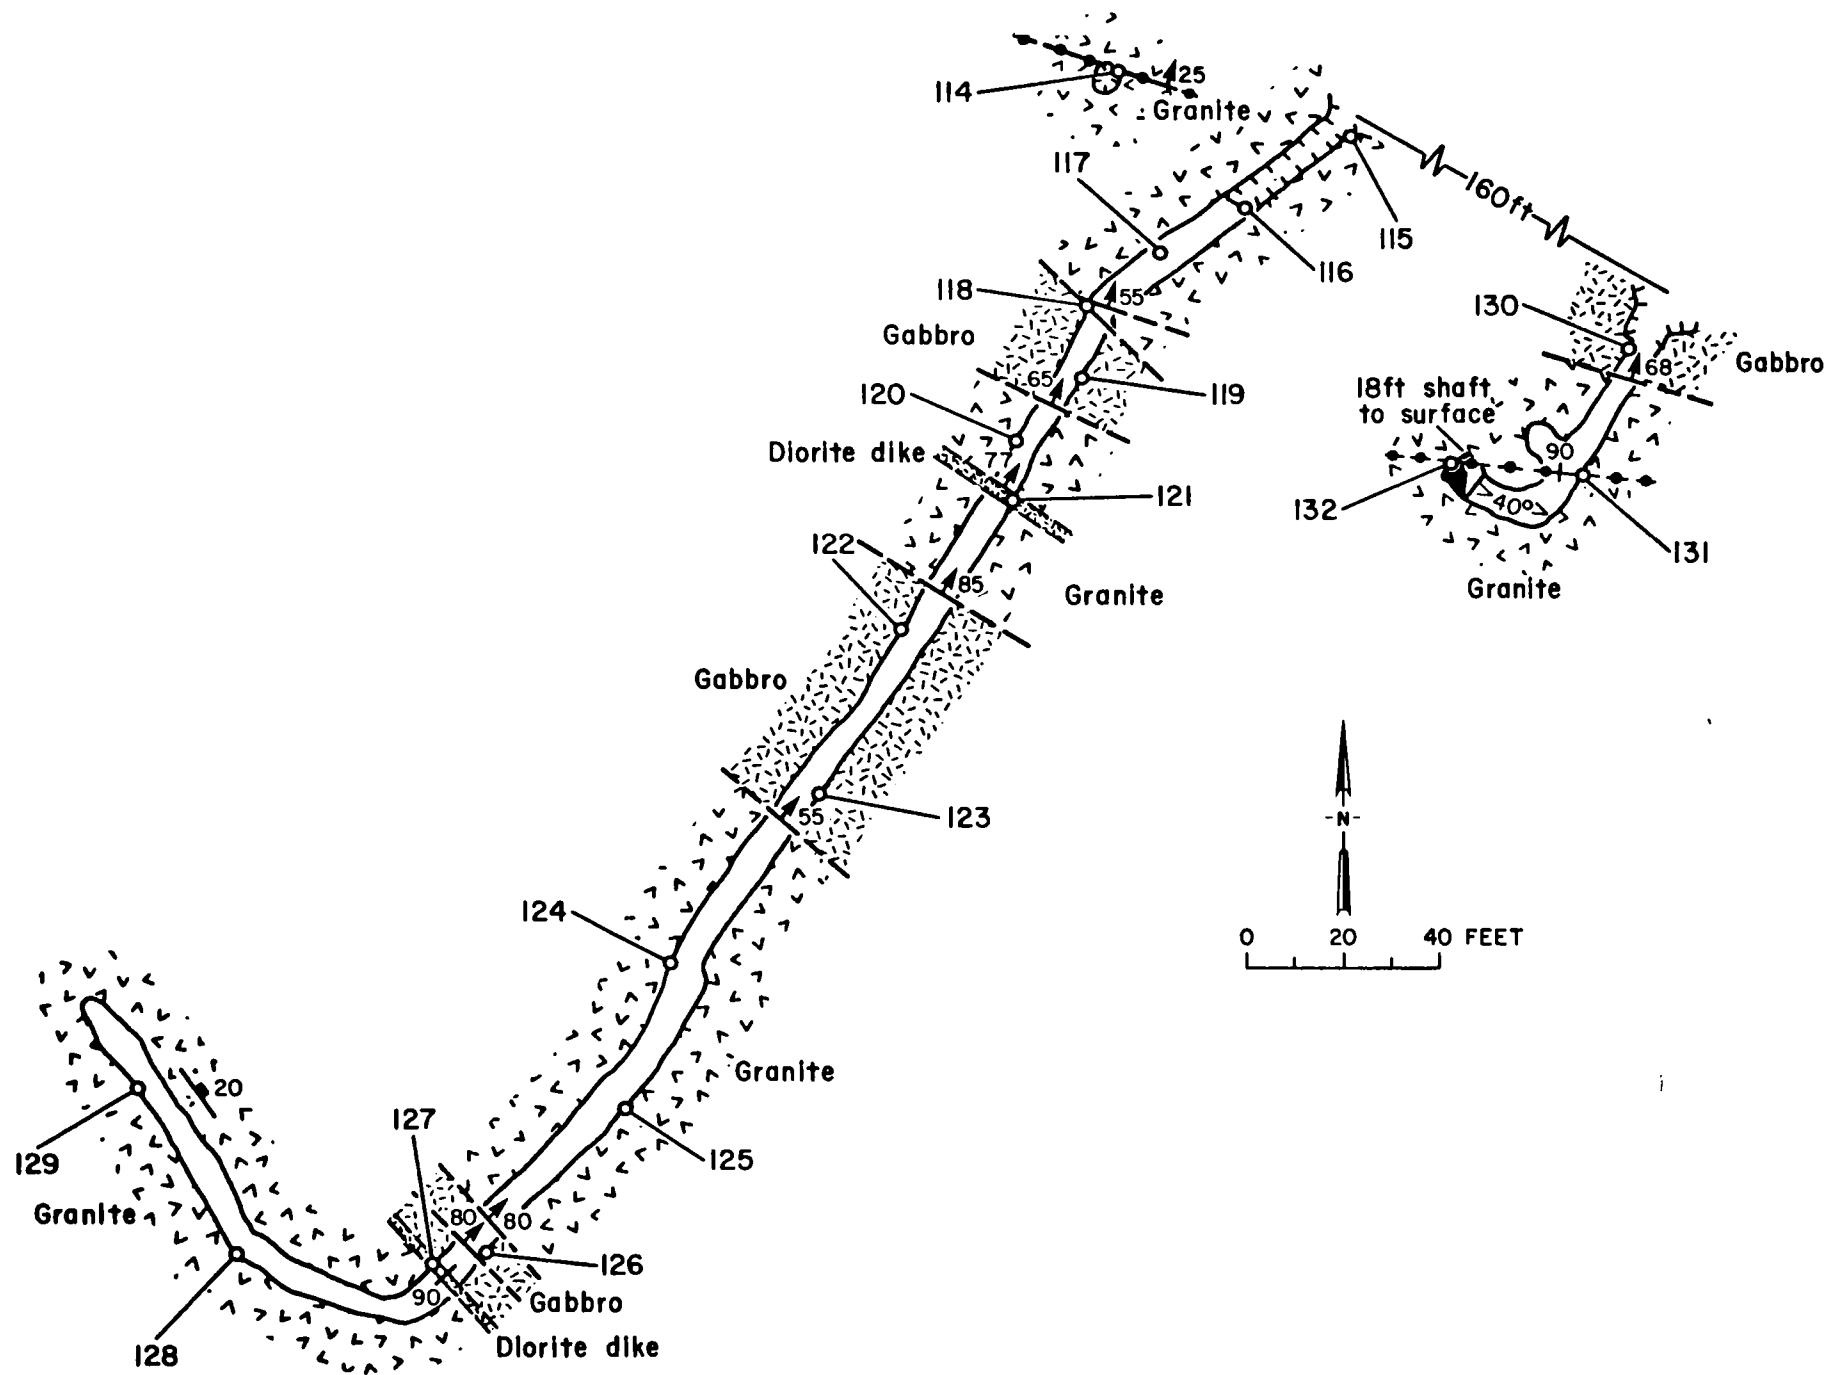 114
25
Granite
117
160ft
115
116
118
55
Gabbro
130
68
Gabbro
65
119
120
18ft shaft
to surface
Diorite dike
77
90
121
132
40°
131
122
85
Granite
Granite
Gabbro
55
123
-N-
124
0 20 40 FEET
Granite
20
127
129
125
Granite
80
80
126
90
Gabbro
128
Diorite dike